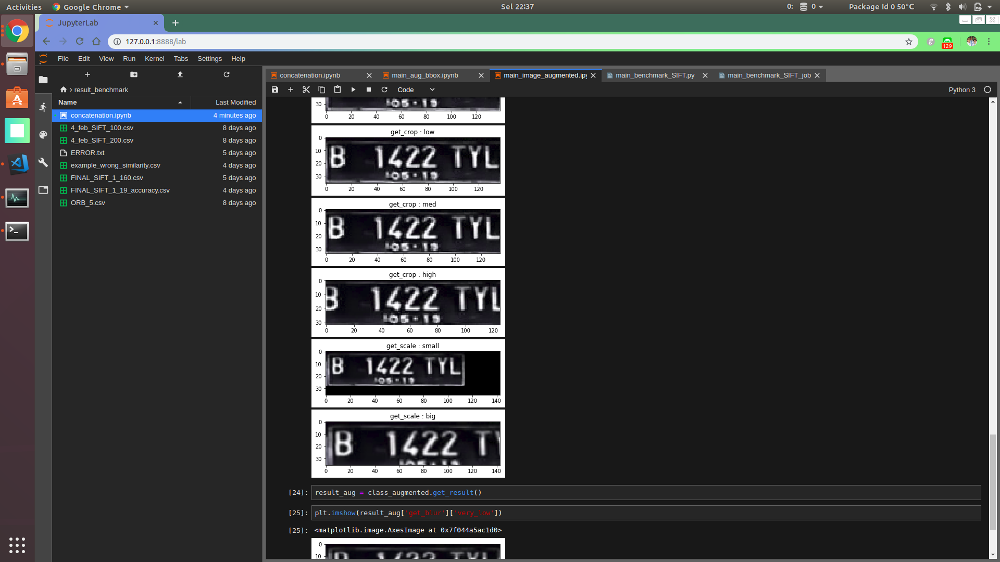 Activities Google Chrome Sel 22:37 0: 0 Package id 0 50°C
JupyterLab
127.0.0.1:8888/lab
129
File Edit View Run Kernel Tabs Settings Help
concatenation.ipynb main_aug_bbox.ipynb main_image_augmented.ipy main_benchmark_SIFT.py main_benchmark_SIFT_job
Code Python 3
result_benchmark
Name Last Modified
concatenation.ipynb 4 minutes ago
4_feb_SIFT_100.csv 8 days ago
4_feb_SIFT_200.csv 8 days ago
ERROR.txt 5 days ago
example_wrong_similarity.csv 4 days ago
FINAL_SIFT_1_160.csv 5 days ago
FINAL_SIFT_1_19_accuracy.csv 4 days ago
ORB_5.csv 8 days ago
30 05 · 19
0 20 40 60 80 100 120
get_crop : low
0
10 B 1422 TYL
20
30 05 · 19
0 20 40 60 80 100 120
get_crop : med
0
10 B 1422 TYL
20
30 05 · 19
0 20 40 60 80 100 120
get_crop : high
0
10 B 1422 TYL
20
30 05 · 19
0 20 40 60 80 100 120
get_scale : small
0
10 B 1422 TYL
20 05 · 19
30
0 20 40 60 80 100 120 140
get_scale : big
0
10
20 B 1422 TY
30 05 · 19
0 20 40 60 80 100 120 140
[24]: result_aug = class_augmented.get_result()
[25]: plt.imshow(result_aug['get_blur']['very_low'])
[25]: <matplotlib.image.AxesImage at 0x7f044a5ac1d0>
0
10 B 1422 TYL